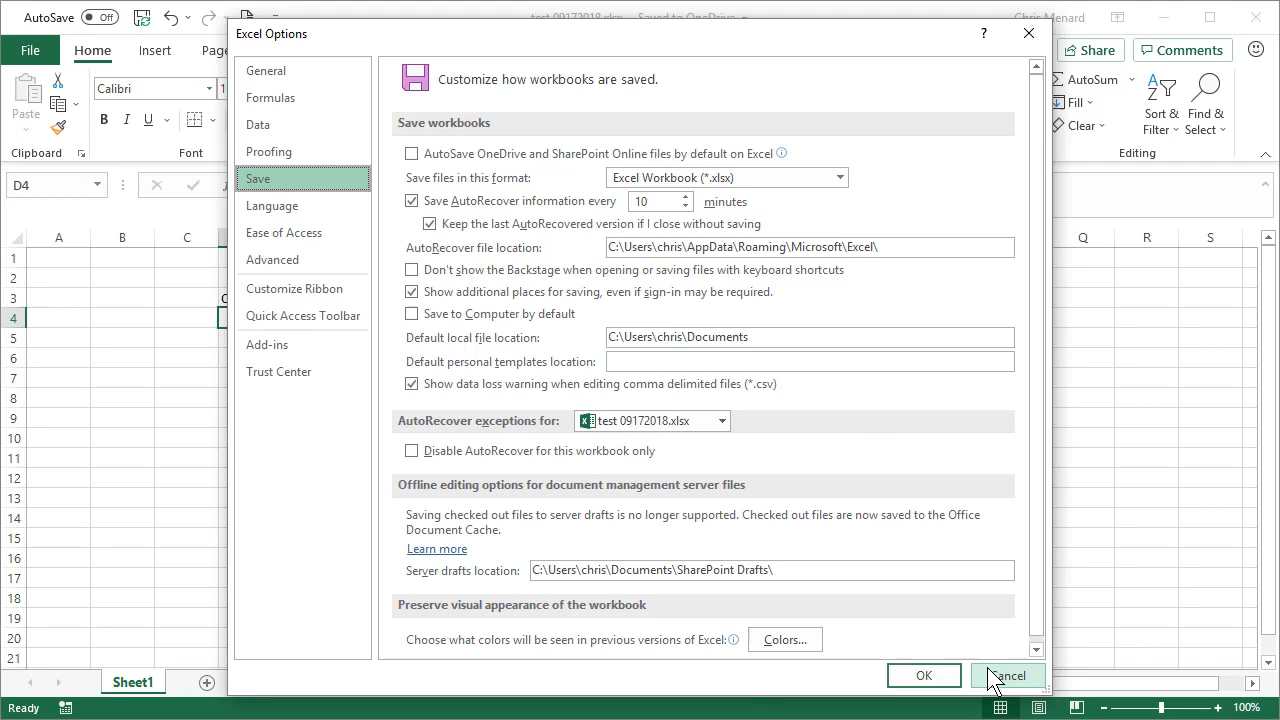 AutoSave Off
test 09172018.xlsx - Saved to OneDrive
Chris Menard
Excel Options
?
File
Home
Insert
Page
Share
Comments
Paste
Calibri
1
B I U
Clipboard
Font
AutoSum
Fill
Clear
Sort & Filter
Find & Select
Editing
D4
A B C Q R S
1
2
3
4
5
6
7
8
9
10
11
12
13
14
15
16
17
18
19
20
21
C
General
Formulas
Data
Proofing
Save
Language
Ease of Access
Advanced
Customize Ribbon
Quick Access Toolbar
Add-ins
Trust Center
Customize how workbooks are saved.
Save workbooks
AutoSave OneDrive and SharePoint Online files by default on Excel
Save files in this format: Excel Workbook (*.xlsx)
Save AutoRecover information every 10 minutes
Keep the last AutoRecovered version if I close without saving
AutoRecover file location: C:\Users\chris\AppData\Roaming\Microsoft\Excel\
Don't show the Backstage when opening or saving files with keyboard shortcuts
Show additional places for saving, even if sign-in may be required.
Save to Computer by default
Default local file location: C:\Users\chris\Documents
Default personal templates location:
Show data loss warning when editing comma delimited files (*.csv)
AutoRecover exceptions for: test 09172018.xlsx
Disable AutoRecover for this workbook only
Offline editing options for document management server files
Saving checked out files to server drafts is no longer supported. Checked out files are now saved to the Office
Document Cache.
Learn more
Server drafts location: C:\Users\chris\Documents\SharePoint Drafts\
Preserve visual appearance of the workbook
Choose what colors will be seen in previous versions of Excel: Colors...
OK
Cancel
Sheet1
Ready
100%